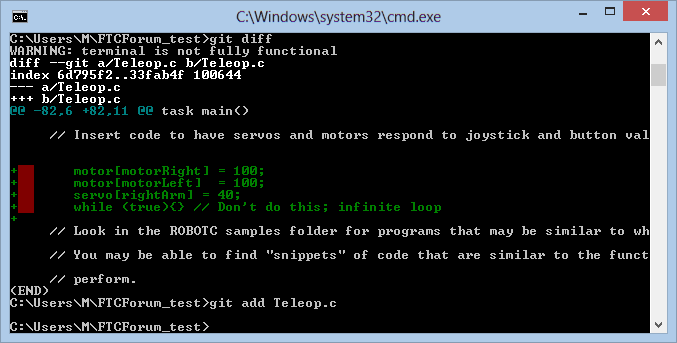 C:\Windows\system32\cmd.exe
C:\Users\M\FTCForum_test>git diff
WARNING: terminal is not fully functional
diff --git a/Teleop.c b/Teleop.c
index 6d795f2..33fab4f 100644
--- a/Teleop.c
+++ b/Teleop.c
@@ -82,6 +82,11 @@ task main()
// Insert code to have servos and motors respond to joystick and button val
+ motor[motorRight] = 100;
+ motor[motorLeft]  = 100;
+ servo[rightArm] = 40;
+ while (true){} // Don't do this; infinite loop
+
// Look in the ROBOTC samples folder for programs that may be similar to wh
// You may be able to find "snippets" of code that are similar to the funct
// perform.
(END)
C:\Users\M\FTCForum_test>git add Teleop.c
C:\Users\M\FTCForum_test>